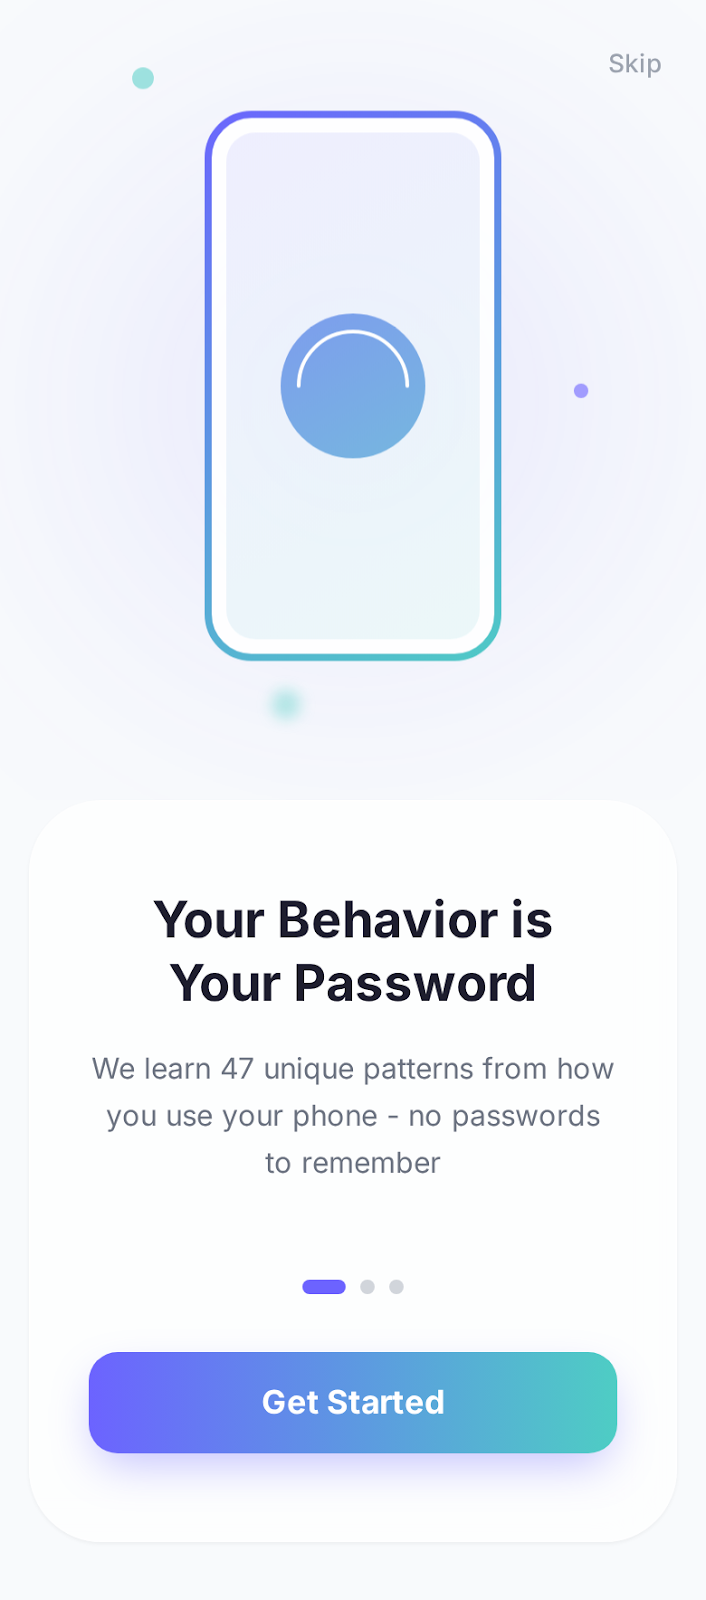 Skip
Your Behavior is
Your Password
We learn 47 unique patterns from how
you use your phone - no passwords
to remember
Get Started